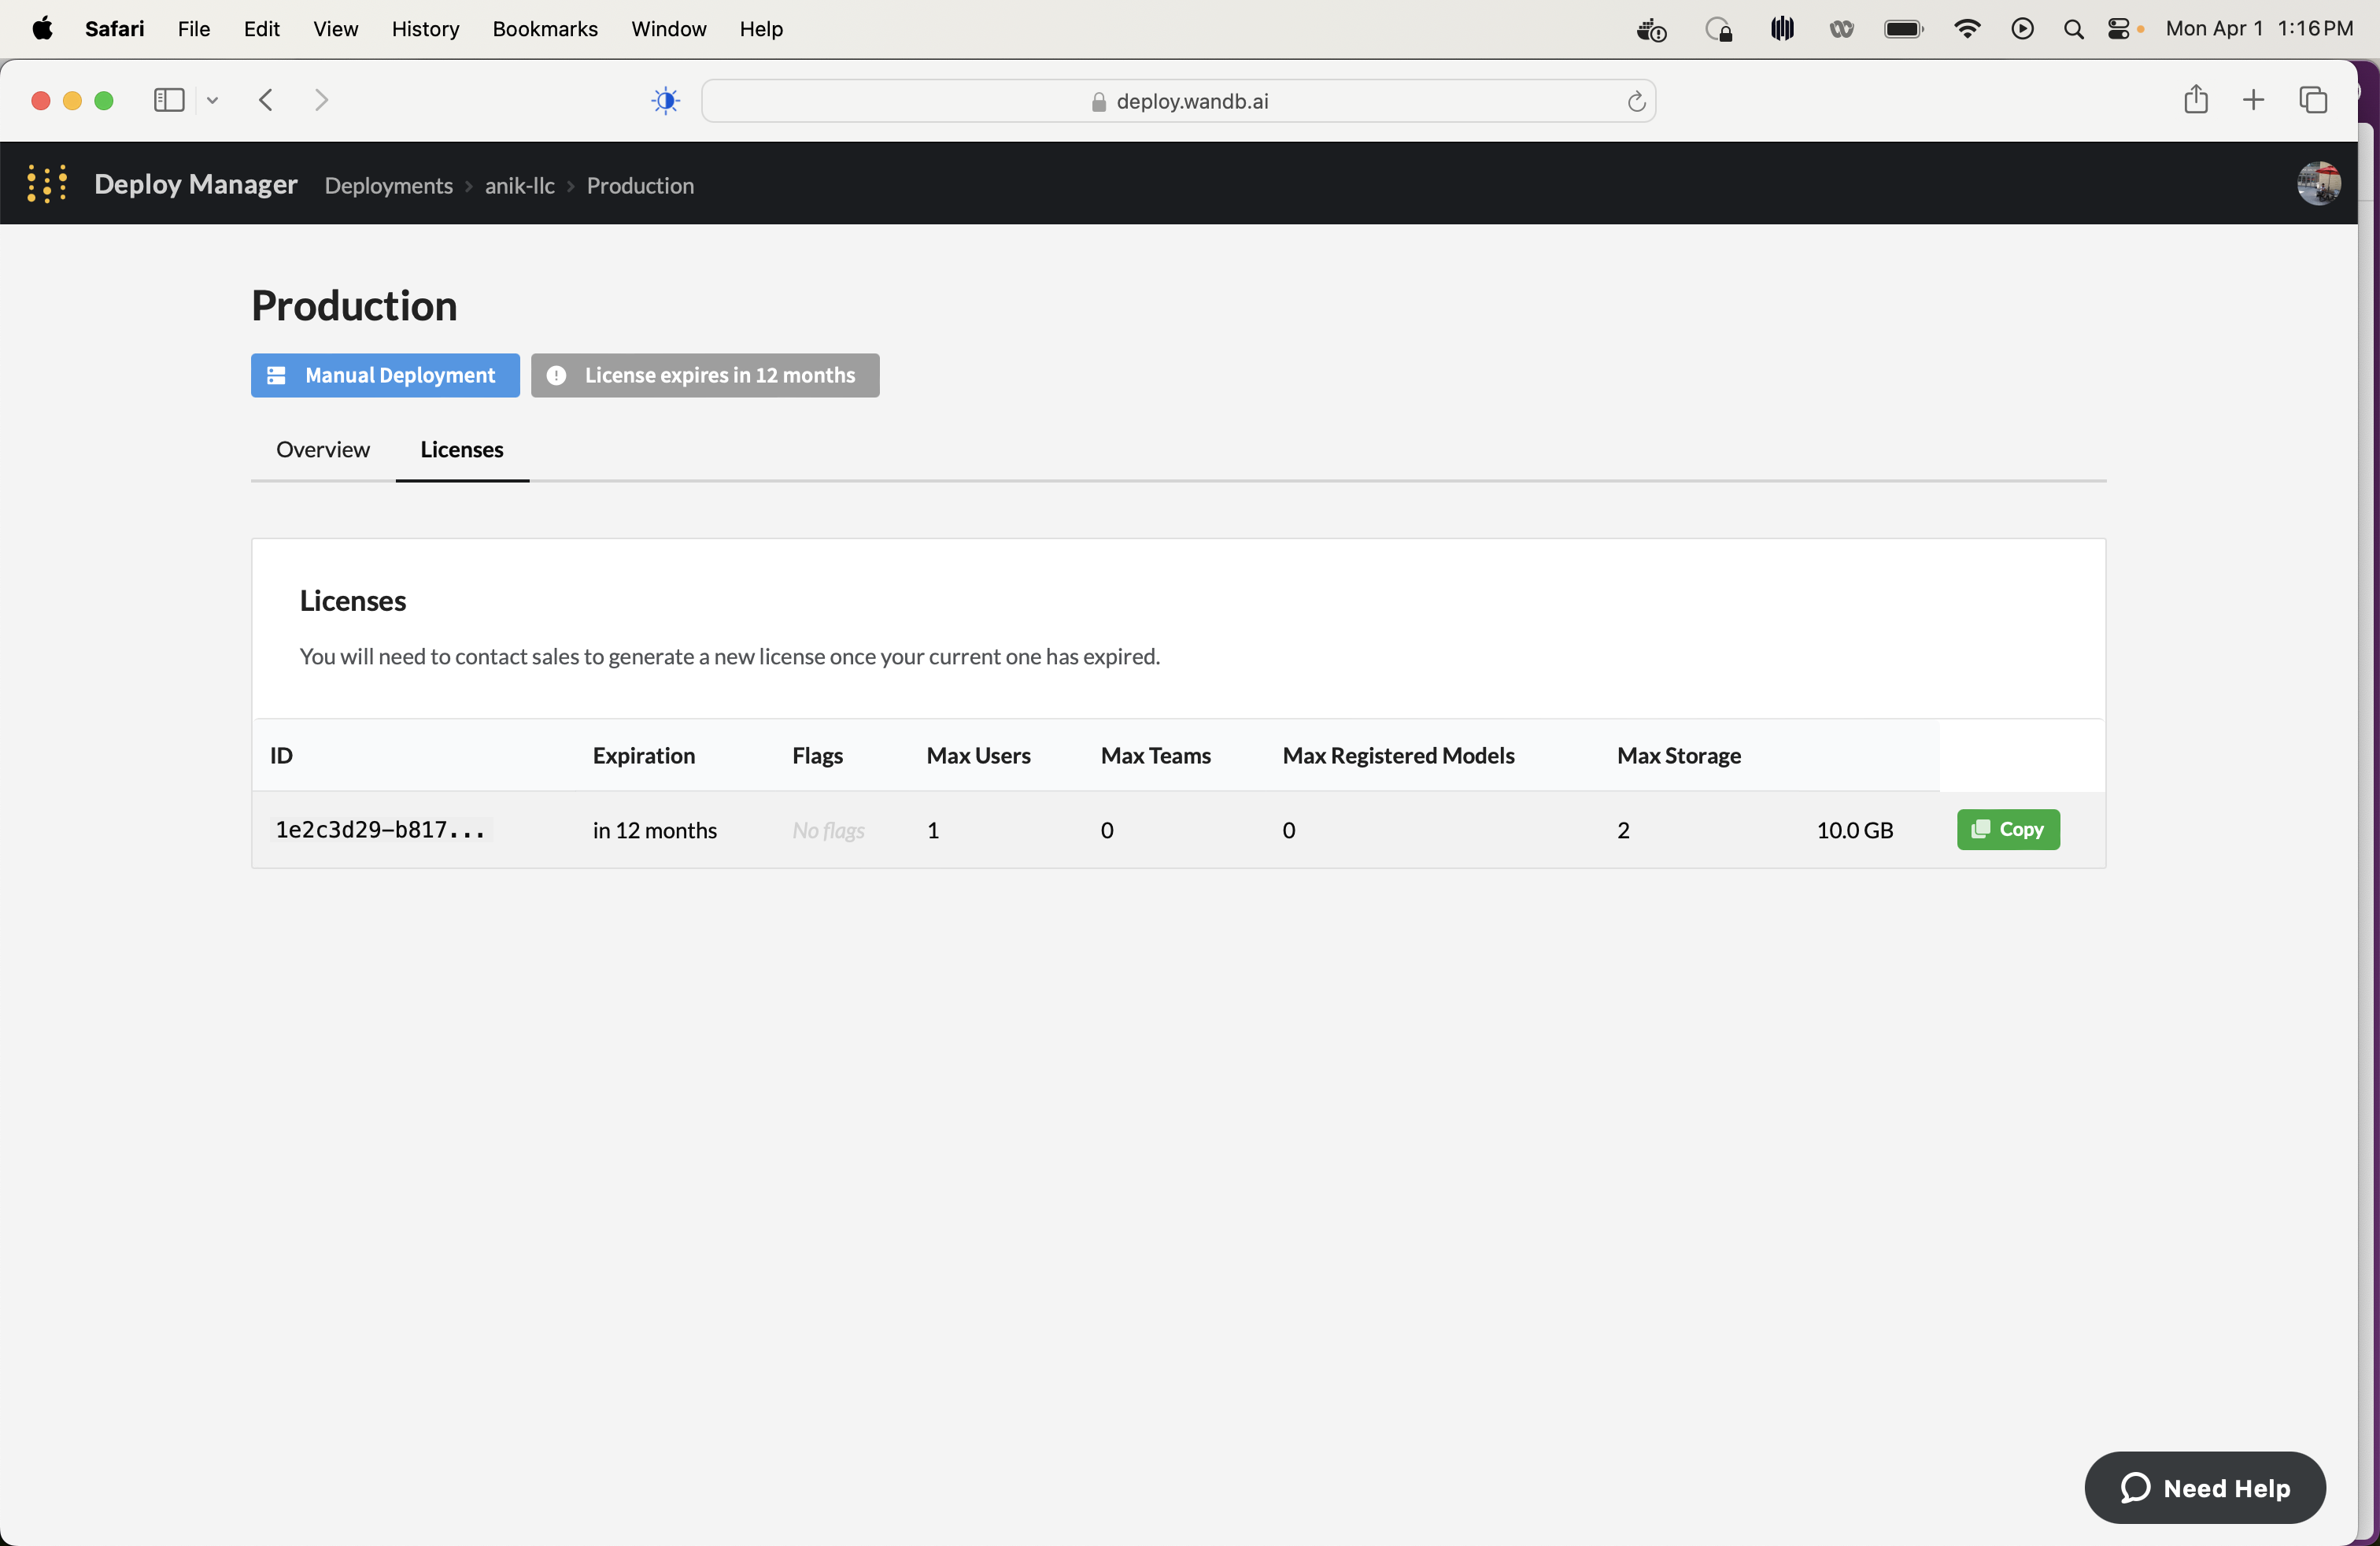 Safari File Edit View History Bookmarks Window Help Mon Apr 1 1:16 PM
deploy.wandb.ai
Deploy Manager Deployments > anik-llc > Production
Production
Manual Deployment License expires in 12 months
Overview Licenses
Licenses
You will need to contact sales to generate a new license once your current one has expired.
ID Expiration Flags Max Users Max Teams Max Registered Models Max Storage
1e2c3d29-b817... in 12 months No flags 1 0 0 2 10.0 GB Copy
Need Help